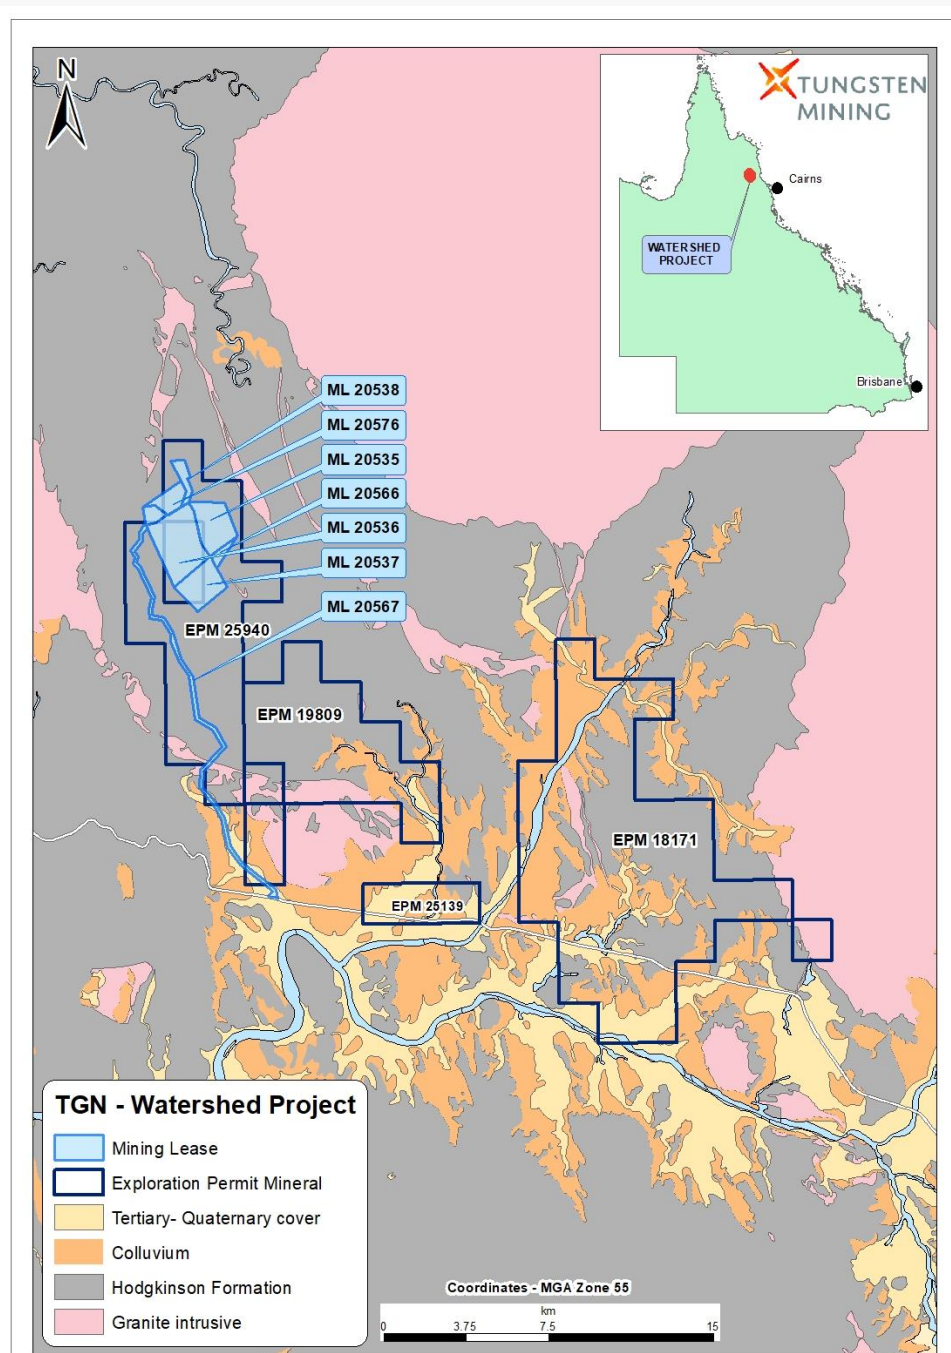 N
TUNGSTEN
MINING
Cairns
WATERSHED
PROJECT
Brisbane
ML 20538
ML 20576
ML 20535
ML 20566
ML 20536
ML 20537
ML 20567
EPM 25940
EPM 19809
EPM 18171
EPM 25139
TGN - Watershed Project
Mining Lease
Exploration Permit Mineral
Tertiary- Quaternary cover
Colluvium
Hodgkinson Formation
Granite intrusive
Coordinates - MGA Zone 55
km
0 3.75 7.5 15